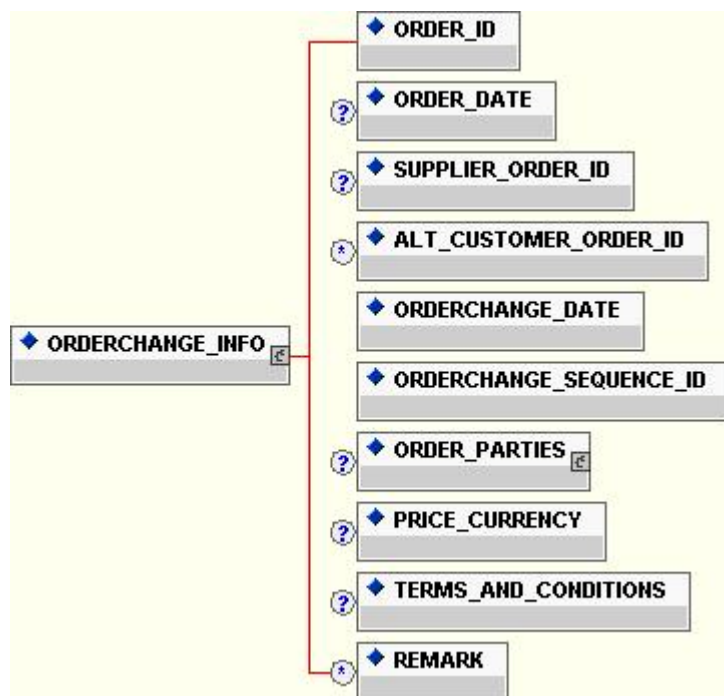 ORDER_ID
? ORDER_DATE
? SUPPLIER_ORDER_ID
* ALT_CUSTOMER_ORDER_ID
ORDERCHANGE_DATE
ORDERCHANGE_INFO
ORDERCHANGE_SEQUENCE_ID
? ORDER_PARTIES
? PRICE_CURRENCY
? TERMS_AND_CONDITIONS
* REMARK